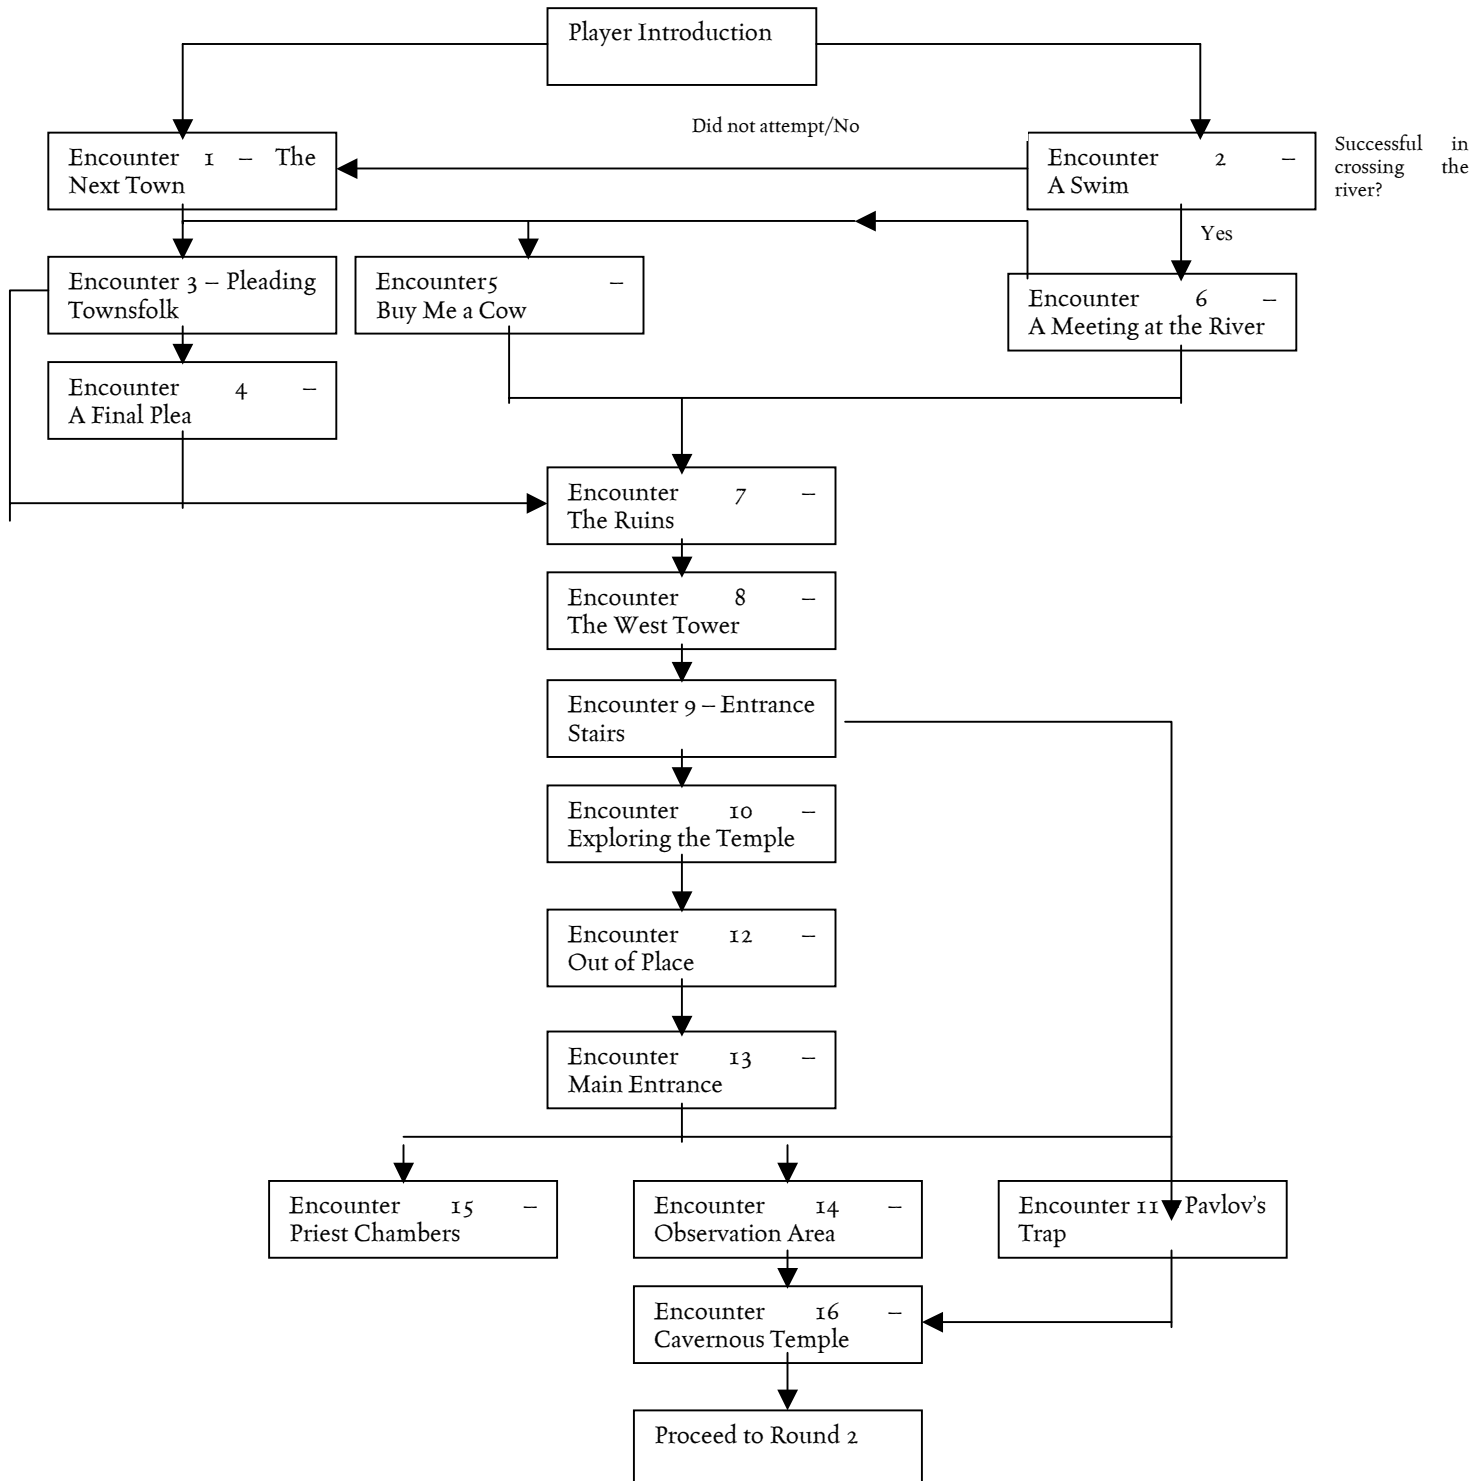 Player Introduction
Did not attempt/No
Encounter 1 – The
Next Town
Encounter 2 –
A Swim
Successful in
crossing the
river?
Yes
Encounter 3 – Pleading
Townsfolk
Encounter5 –
Buy Me a Cow
Encounter 6 –
A Meeting at the River
Encounter 4 –
A Final Plea
Encounter 7 –
The Ruins
Encounter 8 –
The West Tower
Encounter 9 – Entrance
Stairs
Encounter 10 –
Exploring the Temple
Encounter 12 –
Out of Place
Encounter 13 –
Main Entrance
Encounter 15 –
Priest Chambers
Encounter 14 –
Observation Area
Encounter 11 Pavlov's
Trap
Encounter 16 –
Cavernous Temple
Proceed to Round 2